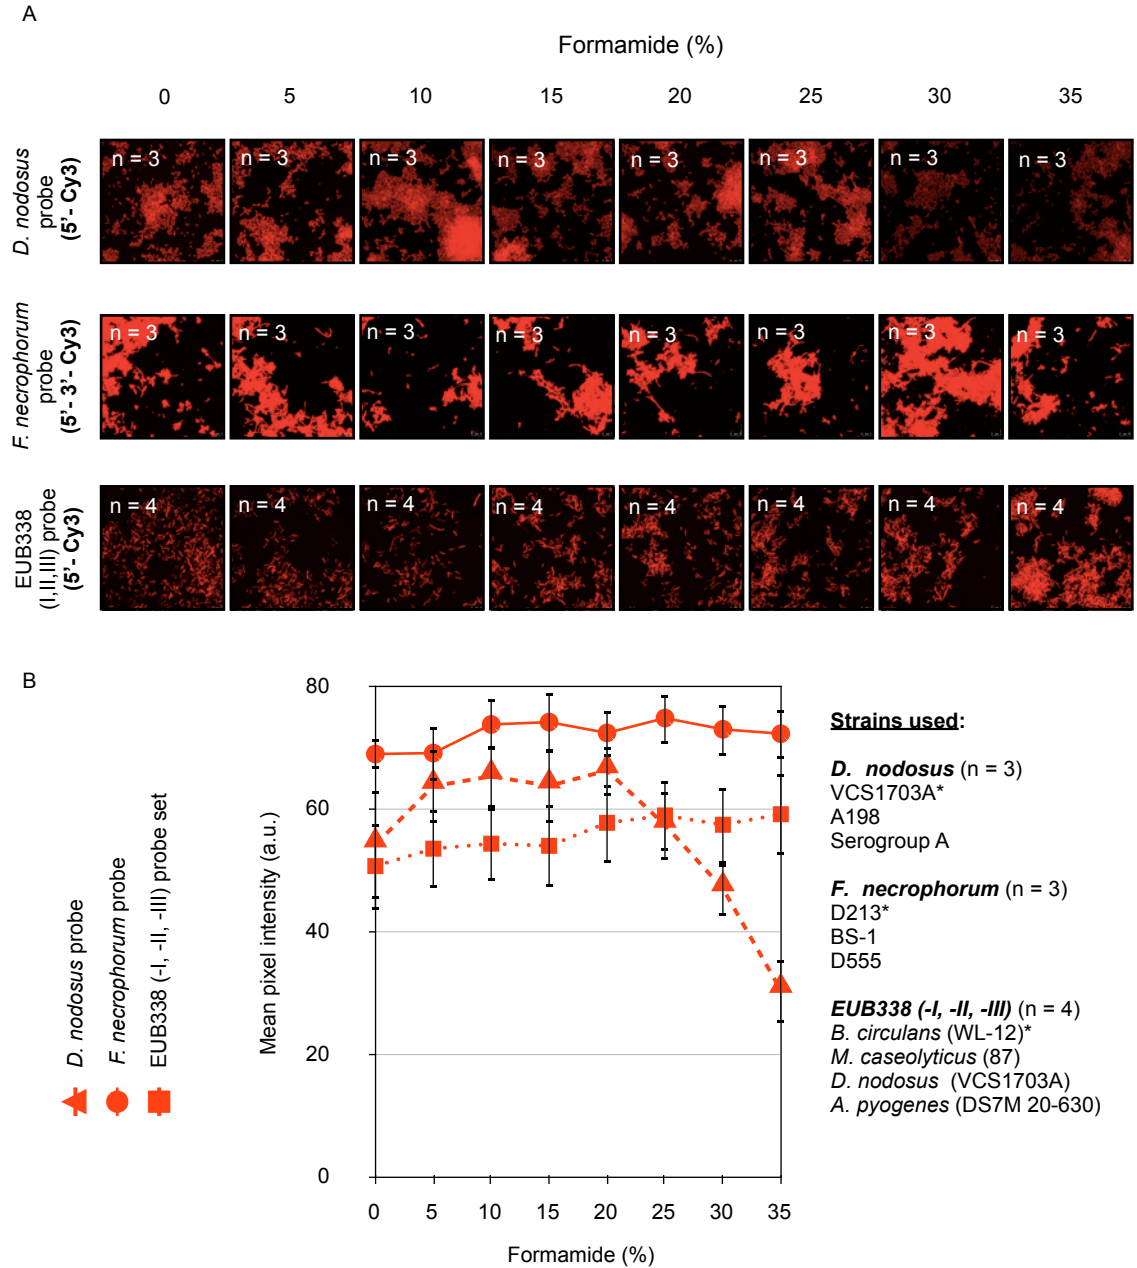 A
Formamide (%)
0 5 10 15 20 25 30 35
D. nodosus
probe
(5’- Cy3)
n = 3 n = 3 n = 3 n = 3 n = 3 n = 3 n = 3 n = 3
F. necrophorum
probe
(5’- 3’- Cy3)
n = 3 n = 3 n = 3 n = 3 n = 3 n = 3 n = 3 n = 3
EUB338
(I,II,III) probe
(5’- Cy3)
n = 4 n = 4 n = 4 n = 4 n = 4 n = 4 n = 4 n = 4
B
D. nodosus probe
F. necrophorum probe
EUB338 (-I, -II, -III) probe set
Mean pixel intensity (a.u.)
80
60
40
20
0
0 5 10 15 20 25 30 35
Formamide (%)
Strains used:
D. nodosus (n = 3)
VCS1703A*
A198
Serogroup A
F. necrophorum (n = 3)
D213*
BS-1
D555
EUB338 (-I, -II, -III) (n = 4)
B. circulans (WL-12)*
M. caseolyticus (87)
D. nodosus (VCS1703A)
A. pyogenes (DS7M 20-630)